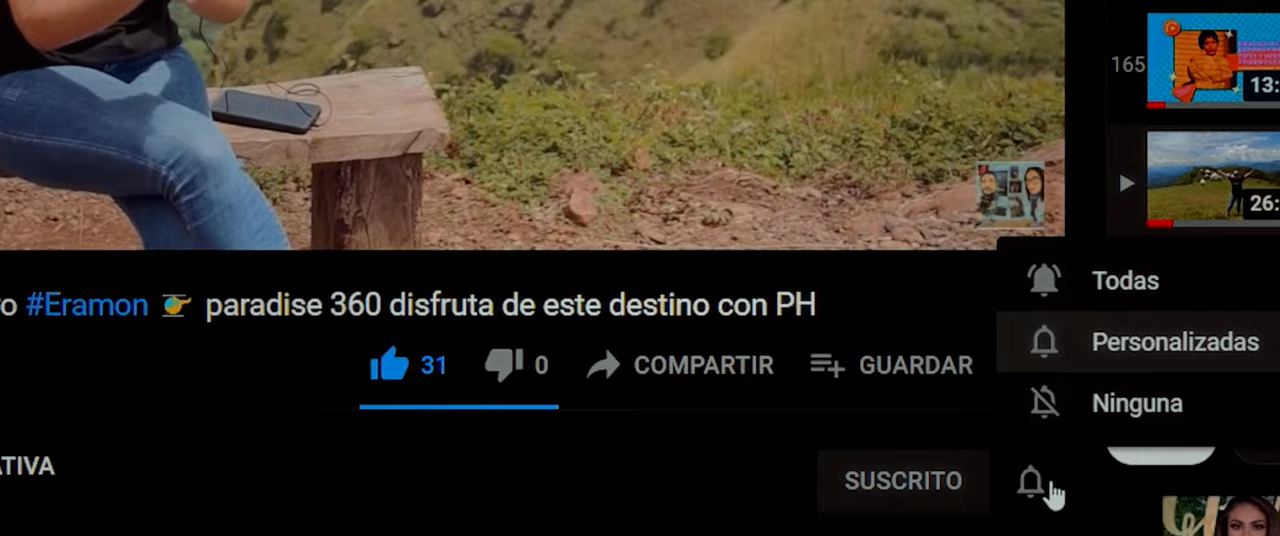 165
13:
26:
Todas
o #Eramon paradise 360 disfruta de este destino con PH
Personalizadas
31 0 COMPARTIR GUARDAR
Ninguna
ATIVA
SUSCRITO